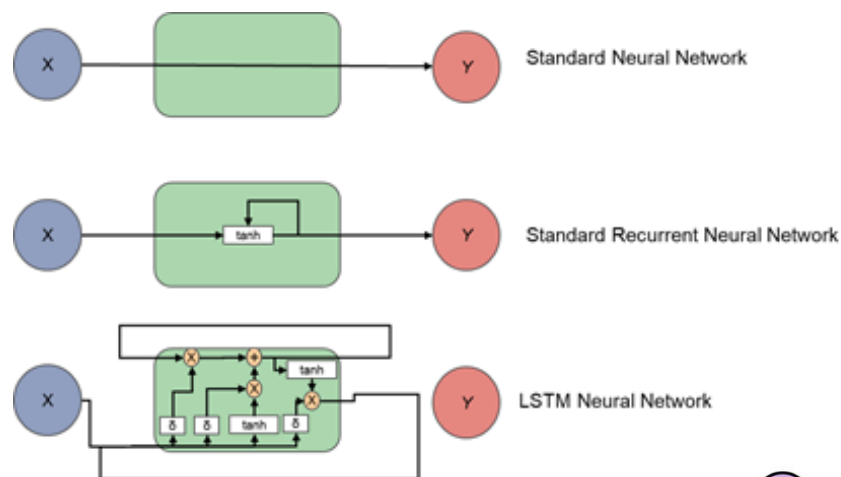 X
Y
Standard Neural Network
X
tanh
Y
Standard Recurrent Neural Network
X
X
+
tanh
X
X
δ
δ
tanh
δ
Y
LSTM Neural Network